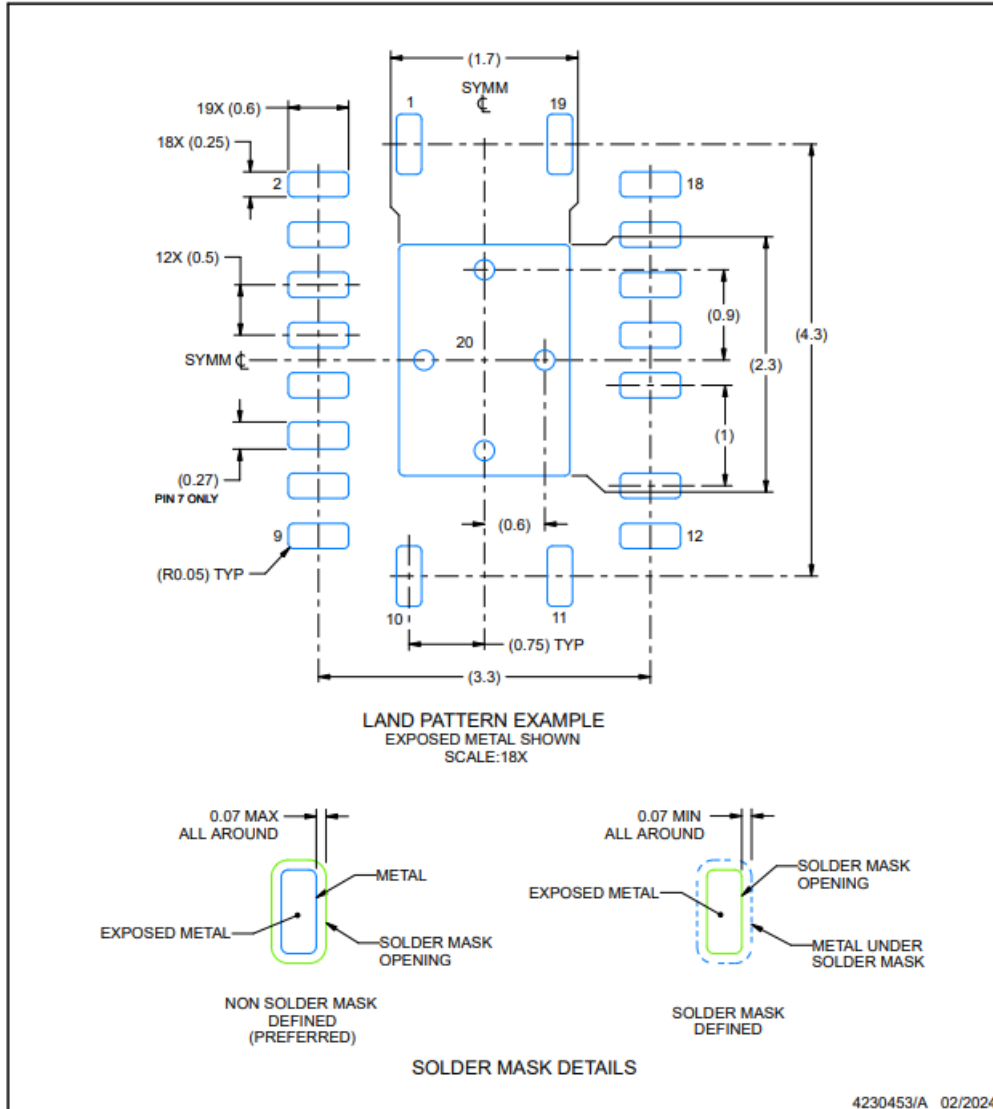 (1.7)
SYMM
℄
19X (0.6)
1
19
18X (0.25)
2
18
12X (0.5)
(0.9)
(4.3)
20
SYMM ℄
(2.3)
(1)
(0.27)
PIN 7 ONLY
(0.6)
9
12
(R0.05) TYP
10
11
(0.75) TYP
(3.3)
LAND PATTERN EXAMPLE
EXPOSED METAL SHOWN
SCALE:18X
0.07 MAX
ALL AROUND
METAL
EXPOSED METAL
SOLDER MASK
OPENING
NON SOLDER MASK
DEFINED
(PREFERRED)
0.07 MIN
ALL AROUND
SOLDER MASK
OPENING
EXPOSED METAL
METAL UNDER
SOLDER MASK
SOLDER MASK
DEFINED
SOLDER MASK DETAILS
4230453/A 02/2024